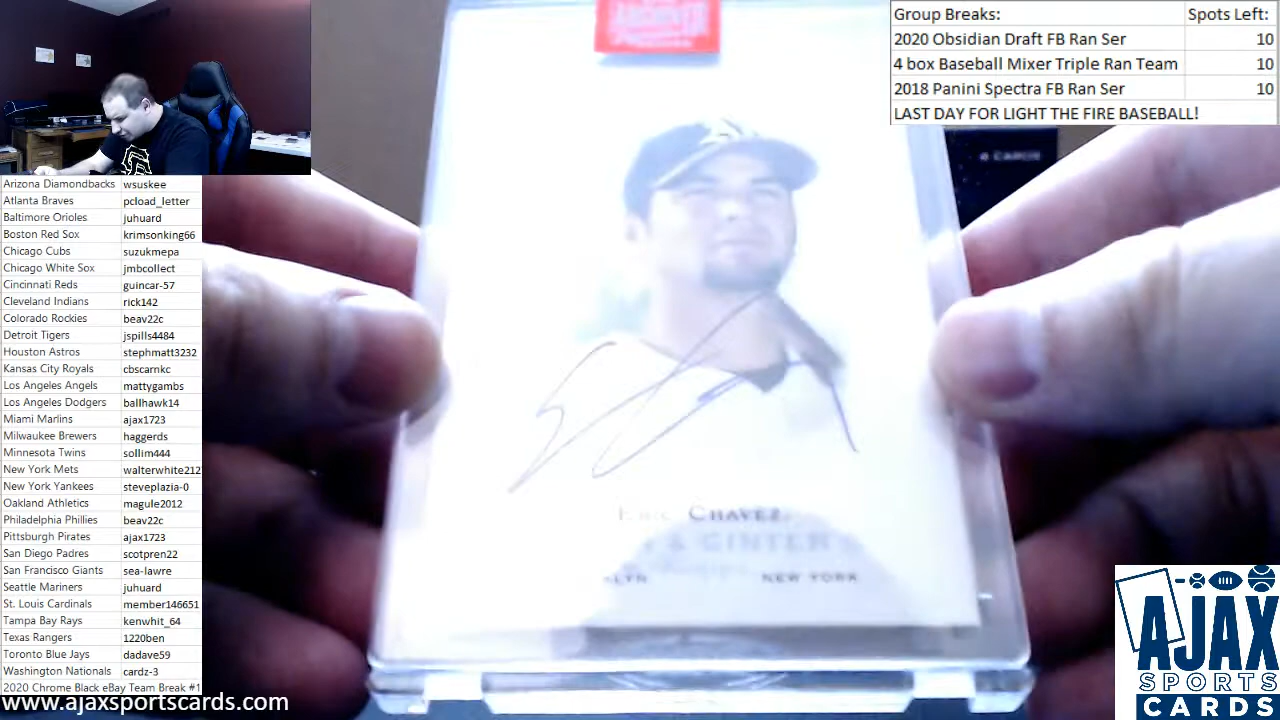 Group Breaks: Spots Left:
2020 Obsidian Draft FB Ran Ser 10
4 box Baseball Mixer Triple Ran Team 10
2018 Panini Spectra FB Ran Ser 10
LAST DAY FOR LIGHT THE FIRE BASEBALL!
Arizona Diamondbacks wsuskee
Atlanta Braves pcload_letter
Baltimore Orioles juhuard
Boston Red Sox krimsonking66
Chicago Cubs suzukmepa
Chicago White Sox jmbcollect
Cincinnati Reds guincar-57
Cleveland Indians rick142
Colorado Rockies beav22c
Detroit Tigers jspills4484
Houston Astros stephmatt3232
Kansas City Royals cbscarnkc
Los Angeles Angels mattygambs
Los Angeles Dodgers ballhawk14
Miami Marlins ajax1723
Milwaukee Brewers haggerds
Minnesota Twins sollim444
New York Mets walterwhite212
New York Yankees steveplazia-0
Oakland Athletics magule2012
Philadelphia Phillies beav22c
Pittsburgh Pirates ajax1723
San Diego Padres scotpren22
San Francisco Giants sea-lawre
Seattle Mariners juhuard
St. Louis Cardinals member146651
Tampa Bay Rays kenwhit_64
Texas Rangers 1220ben
Toronto Blue Jays dadave59
Washington Nationals cardz-3
2020 Chrome Black eBay Team Break #1
www.ajaxsportscards.com
ARCHIVES
CARDS
ERIC CHAVEZ
& GINTER
LYN NEW YORK
AJAX
SPORTS
CARDS